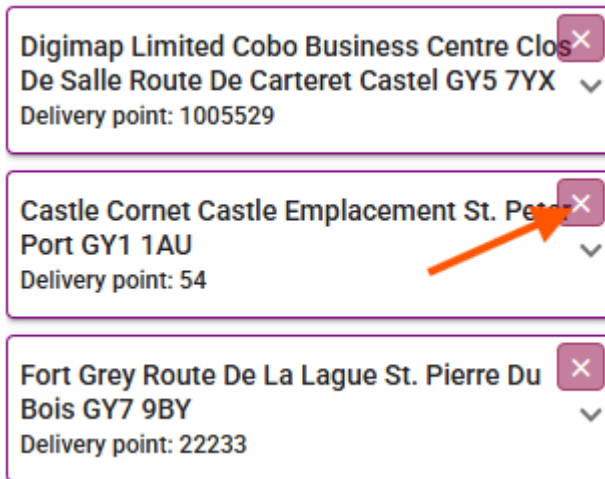 Digimap Limited Cobo Business Centre Clos
De Salle Route De Carteret Castel GY5 7YX
Delivery point: 1005529
Castle Cornet Castle Emplacement St. Peter
Port GY1 1AU
Delivery point: 54
Fort Grey Route De La Lague St. Pierre Du
Bois GY7 9BY
Delivery point: 22233